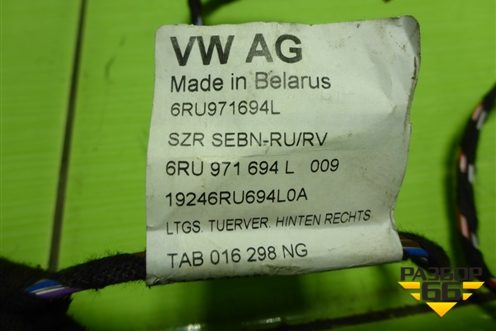 VW AG
Made in Belarus
6RU971694L
SZR SEBN-RU/RV
6RU 971 694 L 009
19246RU694L0A
LTGS. TUERVER. HINTEN RECHTS
TAB 016 298 NG
РАЗБОР
66